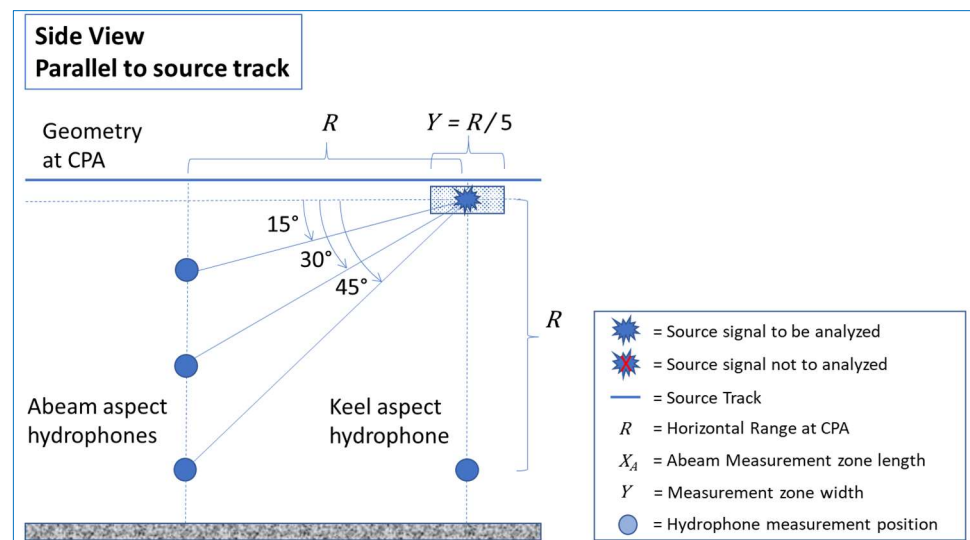 Side View
Parallel to source track
Geometry
at CPA
R
Y = R/ 5
15°
30°
45°
R
Abeam aspect
hydrophones
Keel aspect
hydrophone
= Source signal to be analyzed
X = Source signal not to analyzed
= Source Track
R = Horizontal Range at CPA
X_A = Abeam Measurement zone length
Y = Measurement zone width
= Hydrophone measurement position